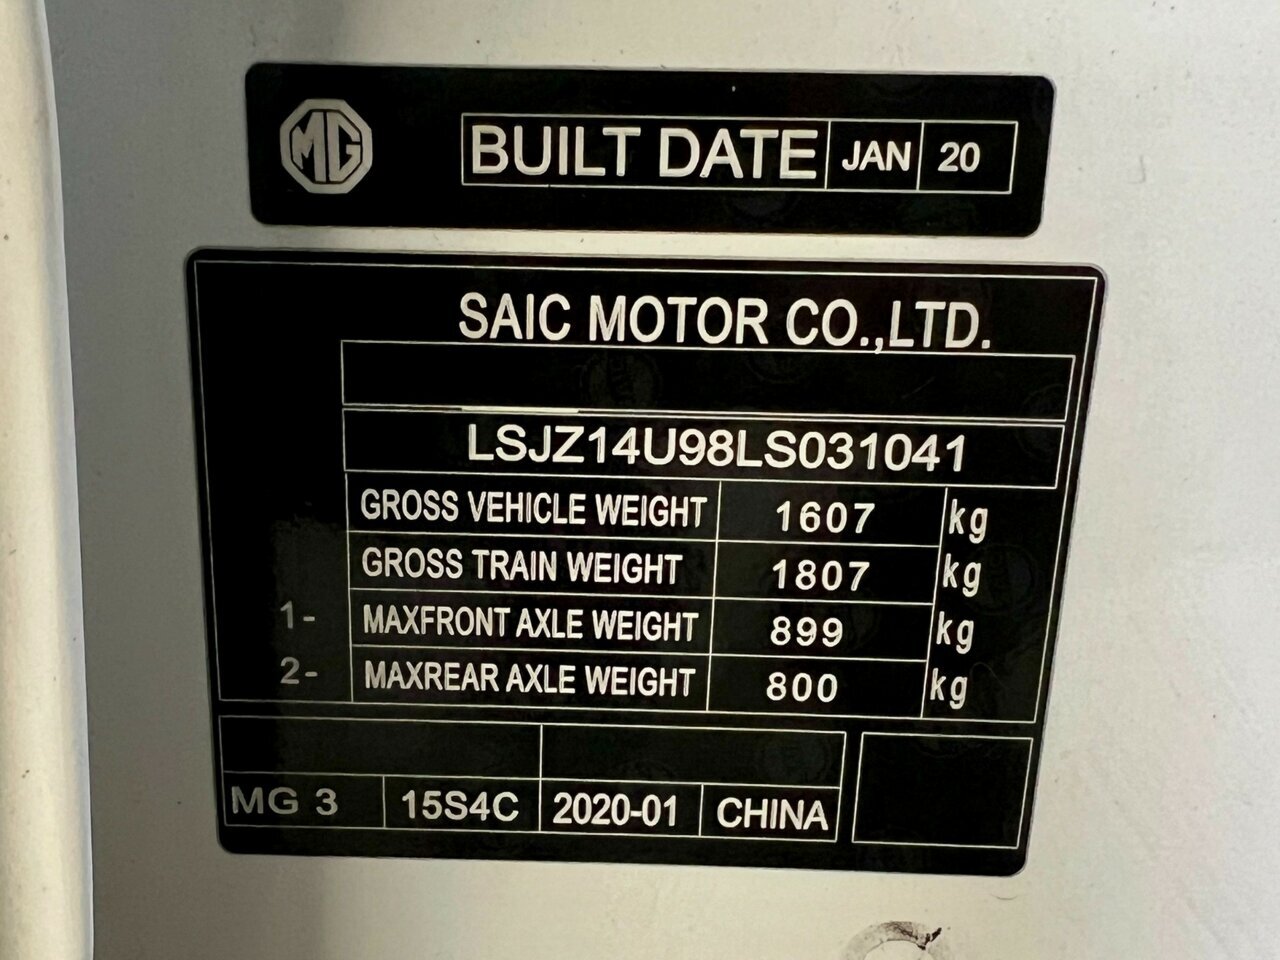 MG BUILT DATE JAN 20
SAIC MOTOR CO.,LTD.
LSJZ14U98LS031041
GROSS VEHICLE WEIGHT 1607 kg
GROSS TRAIN WEIGHT 1807 kg
1- MAXFRONT AXLE WEIGHT 899 kg
2- MAXREAR AXLE WEIGHT 800 kg
MG 3 15S4C 2020-01 CHINA